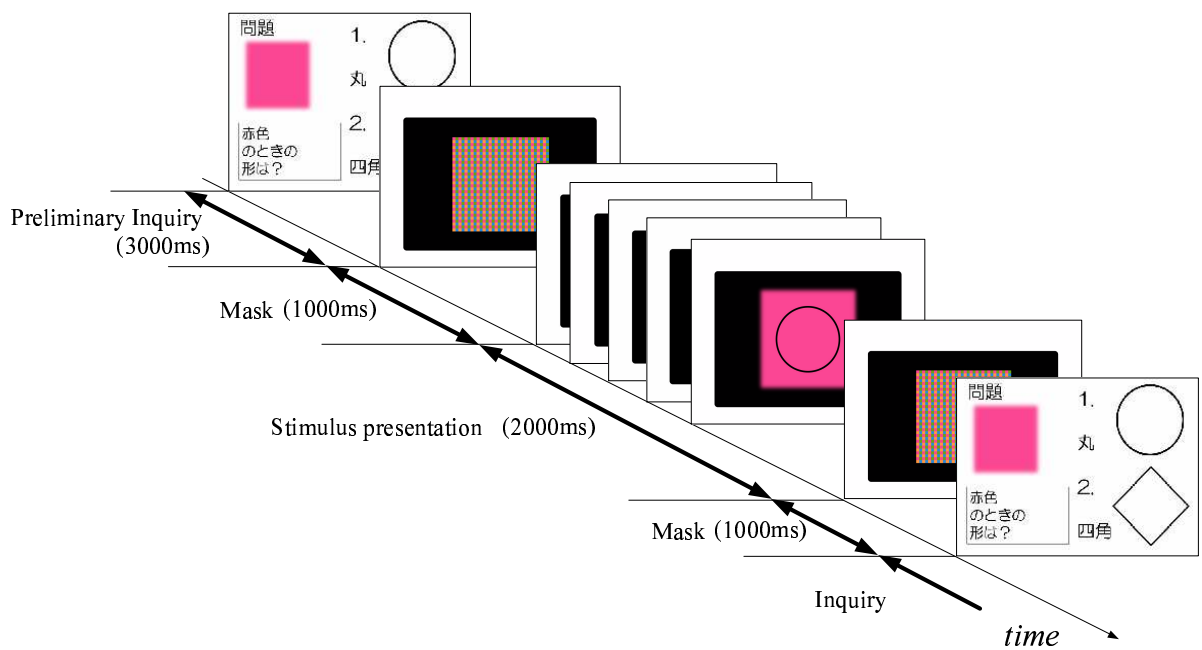 問題
1.
丸
2.
四角
赤色
のときの
形は？
Preliminary Inquiry
(3000ms)
Mask (1000ms)
Stimulus presentation (2000ms)
Mask (1000ms)
Inquiry
time
問題
1.
丸
2.
四角
赤色
のときの
形は？